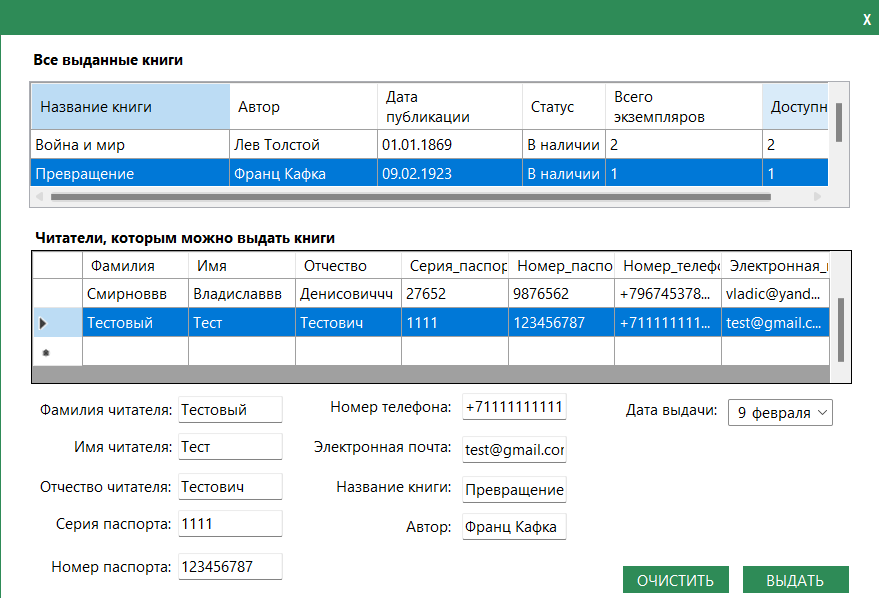 X
Все выданные книги
Название книги Автор Дата публикации Статус Всего экземпляров Доступн
Война и мир Лев Толстой 01.01.1869 В наличии 2 2
Превращение Франц Кафка 09.02.1923 В наличии 1 1
Читатели, которым можно выдать книги
Фамилия Имя Отчество Серия_паспор Номер_паспо Номер_телефо Электронная_
Смирноввв Владиславвв Денисовиччч 27652 9876562 +796745378... vladic@yand...
Тестовый Тест Тестович 1111 123456787 +711111111... test@gmail.c...
Фамилия читателя: Тестовый Номер телефона: +71111111111 Дата выдачи: 9 февраля
Имя читателя: Тест Электронная почта: test@gmail.cor
Отчество читателя: Тестович Название книги: Превращение
Серия паспорта: 1111 Автор: Франц Кафка
Номер паспорта: 123456787
ОЧИСТИТЬ ВЫДАТЬ